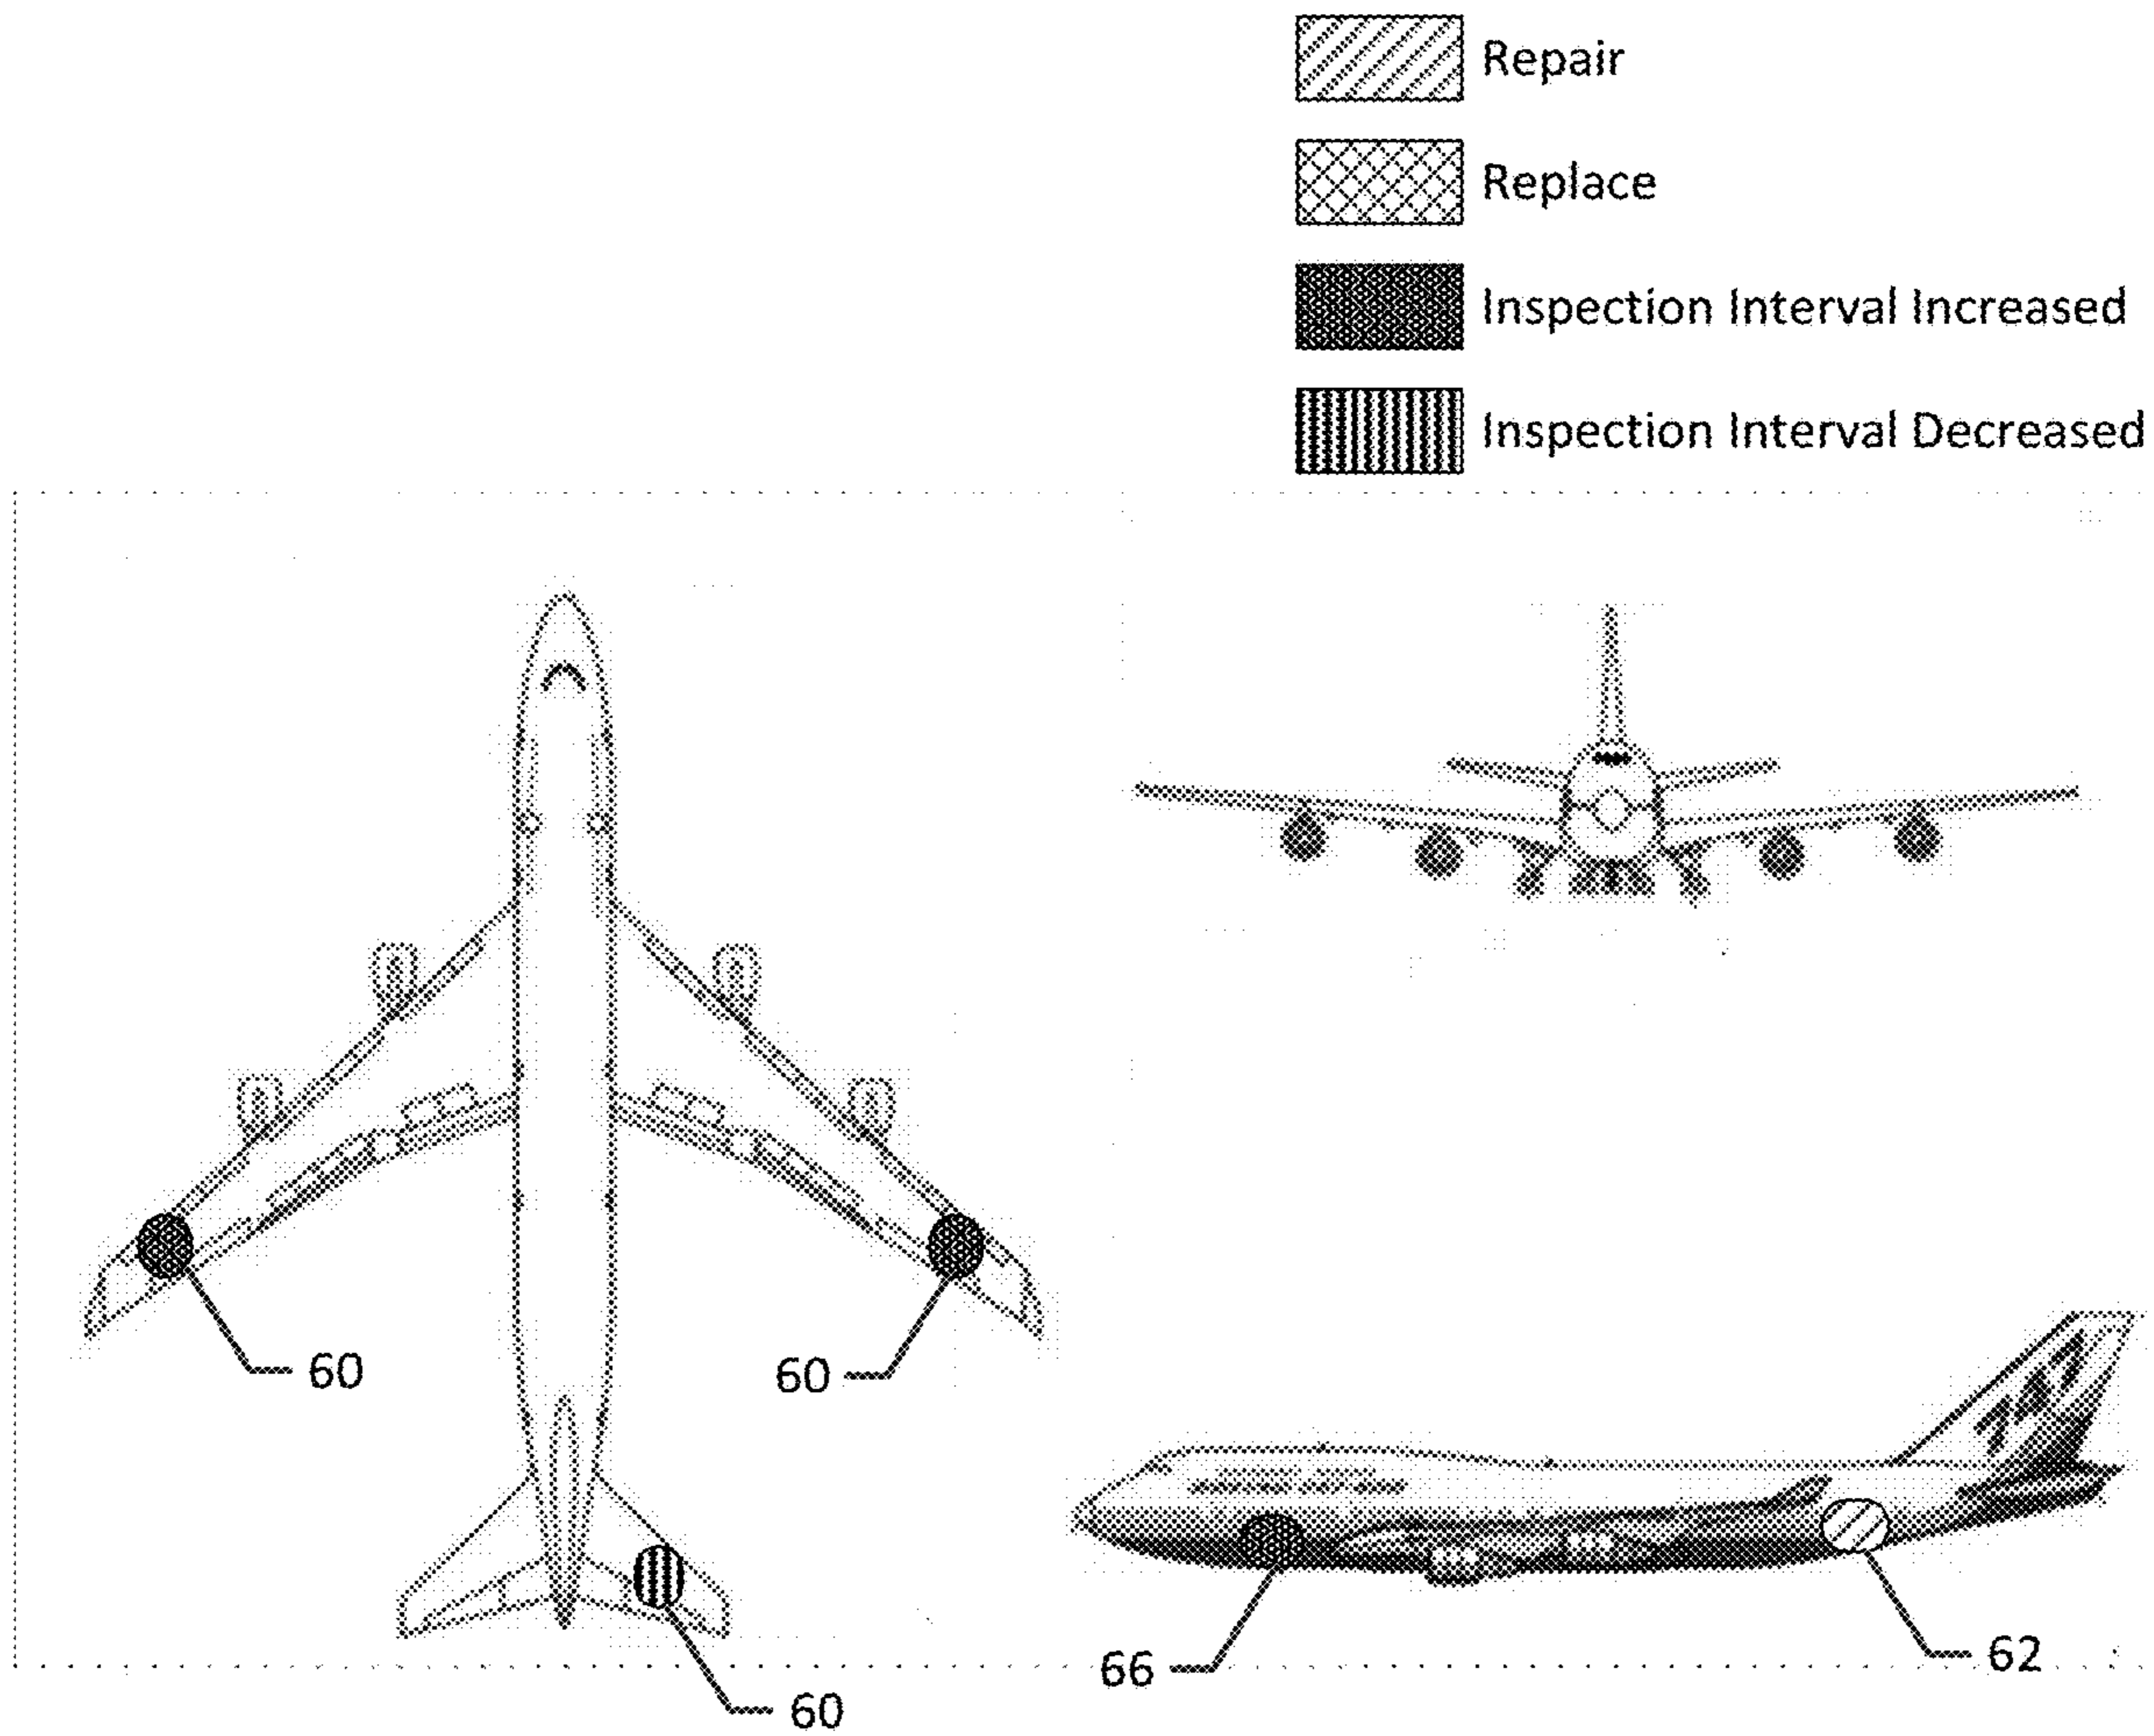 Repair
Replace
Inspection Interval Increased
Inspection Interval Decreased
60
60
60
66
62